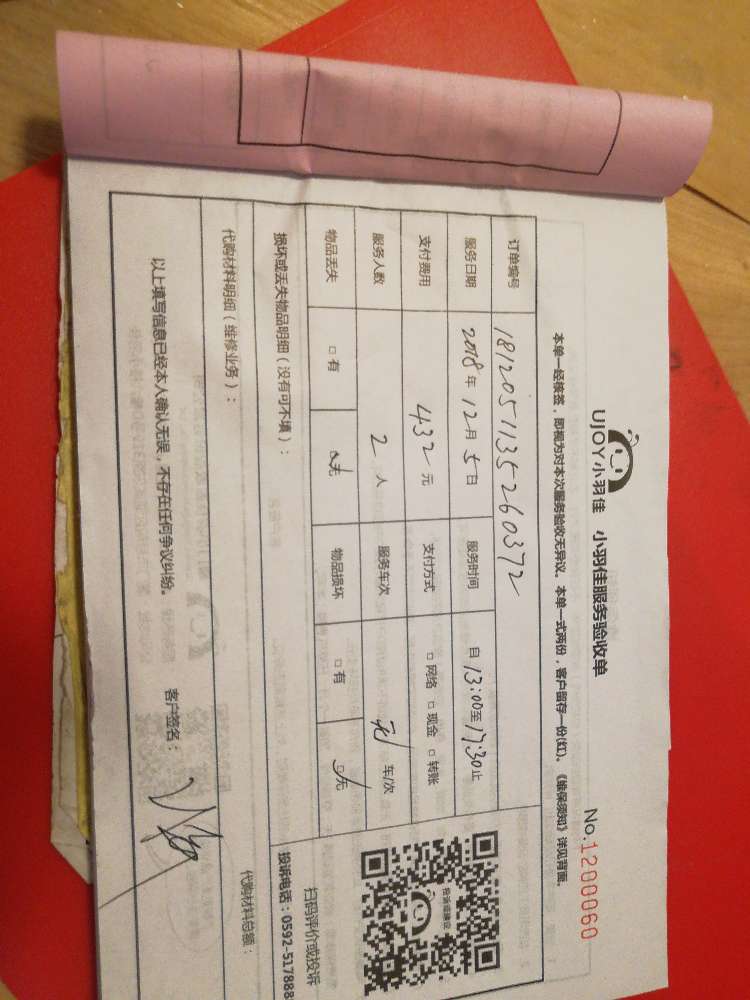 UJOY小羽佳 小羽佳服务验收单
No.1200060
本单一经核签，即视为对本次服务验收无异议。本单一式两份，客户留存一份(红)。《维保须知》详见背面。
订单编号 181205113526037 2
服务日期 2018年12月5日 服务时间 自13:00至17:30止
支付费用 432元 支付方式 □网络 □现金 □转账
服务人数 2人 服务车次 车/次
物品丢失 □有 □无 物品损坏 □有 □无
扫码评价或投诉
投诉电话：0592-517888
损坏或丢失物品明细（没有可不填）：
代购材料明细（维修业务）：
代购材料总额：
以上填写信息已经本人确认无误，不存在任何争议纠纷。
客户签名：